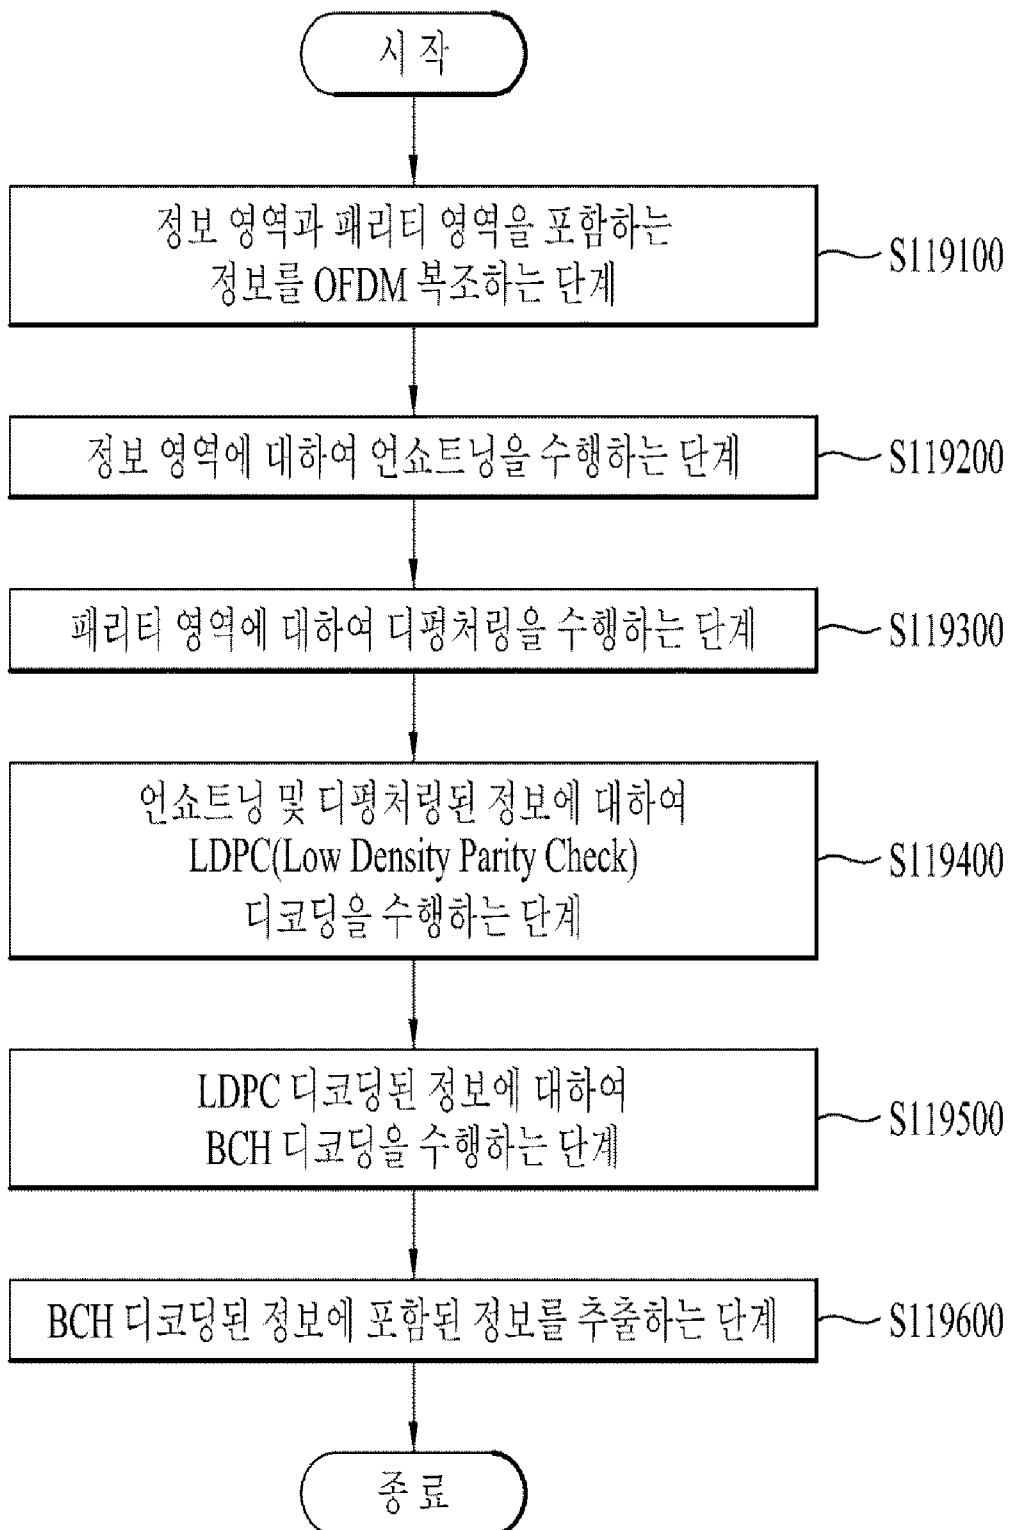 시 작
정보 영역과 패리티 영역을 포함하는
정보를 OFDM 복조하는 단계
S119100
정보 영역에 대하여 언쇼트닝을 수행하는 단계
S119200
패리티 영역에 대하여 디펑처링을 수행하는 단계
S119300
언쇼트닝 및 디펑처링된 정보에 대하여
LDPC(Low Density Parity Check)
디코딩을 수행하는 단계
S119400
LDPC 디코딩된 정보에 대하여
BCH 디코딩을 수행하는 단계
S119500
BCH 디코딩된 정보에 포함된 정보를 추출하는 단계
S119600
종 료